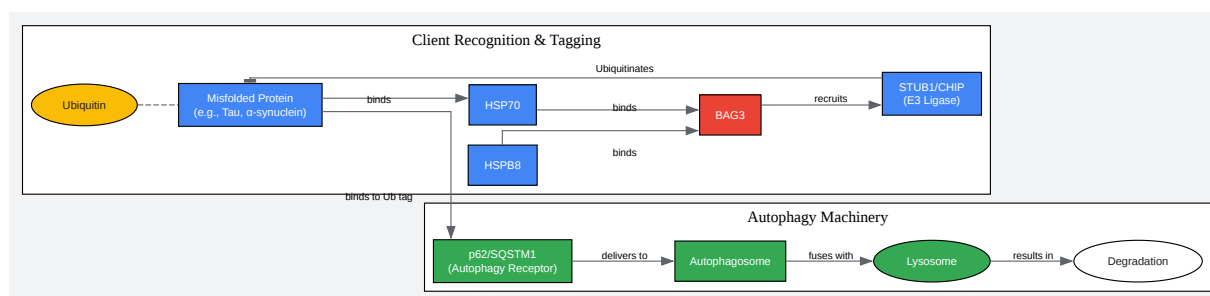 Client Recognition & Tagging
Ubiquitinates
Ubiquitin
Misfolded Protein
(e.g., Tau, α-synuclein)
binds
HSP70
binds
BAG3
recruits
STUB1/CHIP
(E3 Ligase)
HSPB8
binds
binds to Ub tag
Autophagy Machinery
p62/SQSTM1
(Autophagy Receptor)
delivers to
Autophagosome
fuses with
Lysosome
results in
Degradation